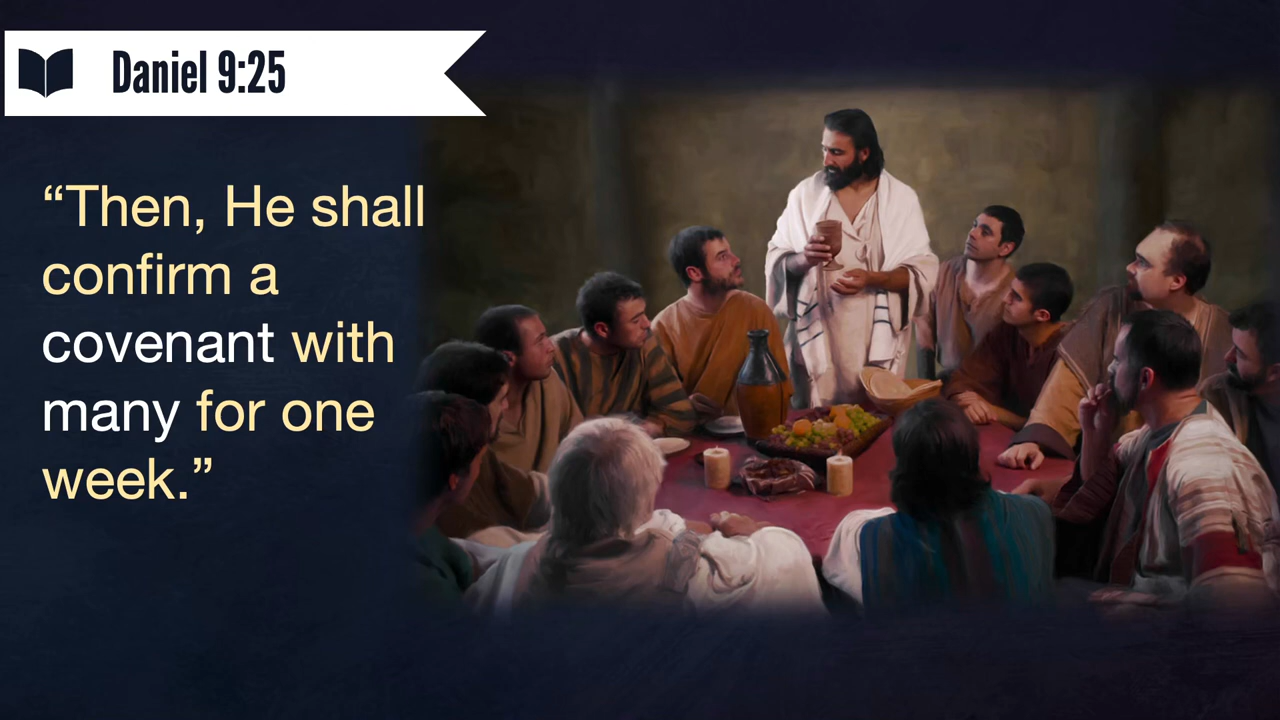 Daniel 9:25
“Then, He shall
confirm a
covenant with
many for one
week.”